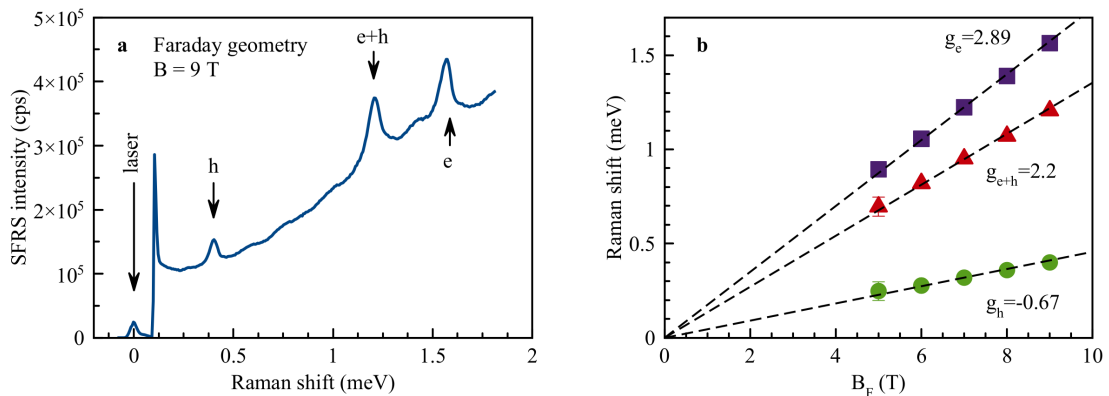 a Faraday geometry
B = 9 T
SFRS intensity (cps)
5×10⁵
4×10⁵
3×10⁵
2×10⁵
10⁵
0
laser
h
e+h
e
0 0.5 1 1.5 2
Raman shift (meV)
b
Raman shift (meV)
1.5
1
0.5
0
gₑ=2.89
gₑ₊ₕ=2.2
gₕ=-0.67
0 2 4 6 8 10
B_F (T)